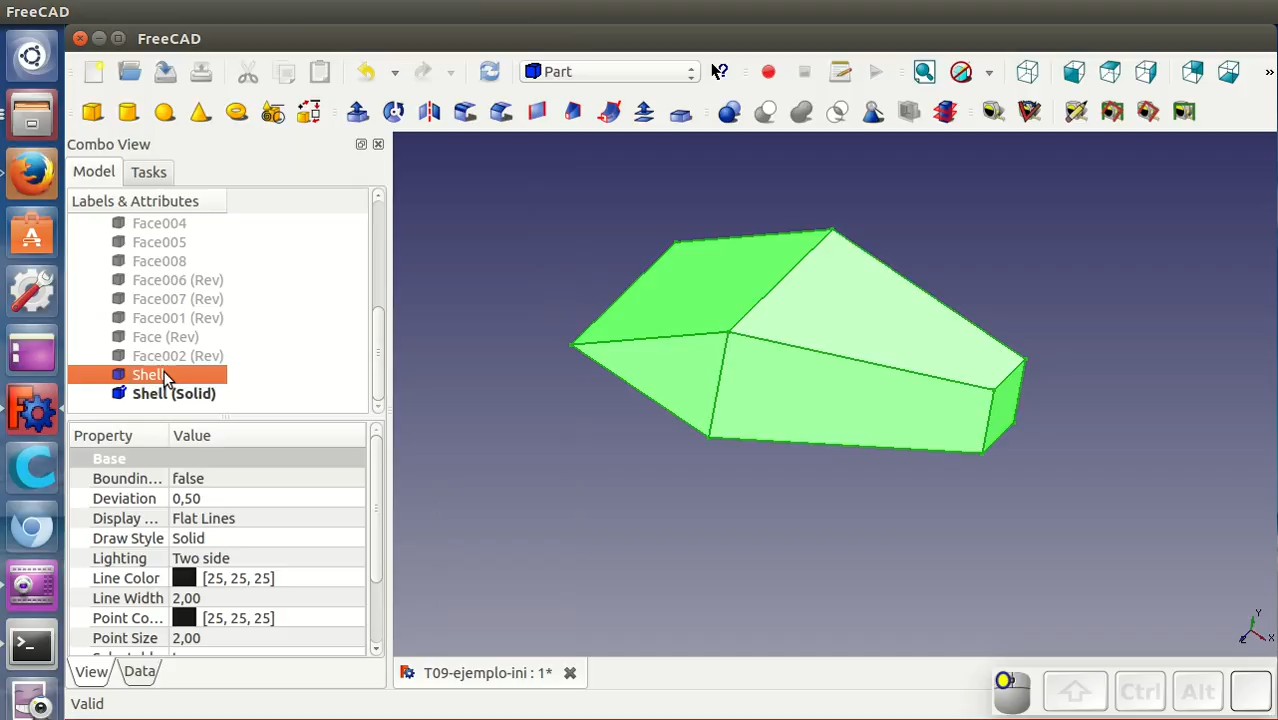 FreeCAD
FreeCAD
Part
Combo View
Model
Tasks
Labels & Attributes
Face004
Face005
Face008
Face006 (Rev)
Face007 (Rev)
Face001 (Rev)
Face (Rev)
Face002 (Rev)
Shell
Shell (Solid)
Property Value
Base
Boundin... false
Deviation 0,50
Display ... Flat Lines
Draw Style Solid
Lighting Two side
Line Color [25, 25, 25]
Line Width 2,00
Point Co... [25, 25, 25]
Point Size 2,00
View
Data
T09-ejemplo-ini : 1*
Valid
Y
X
Ctrl
Alt